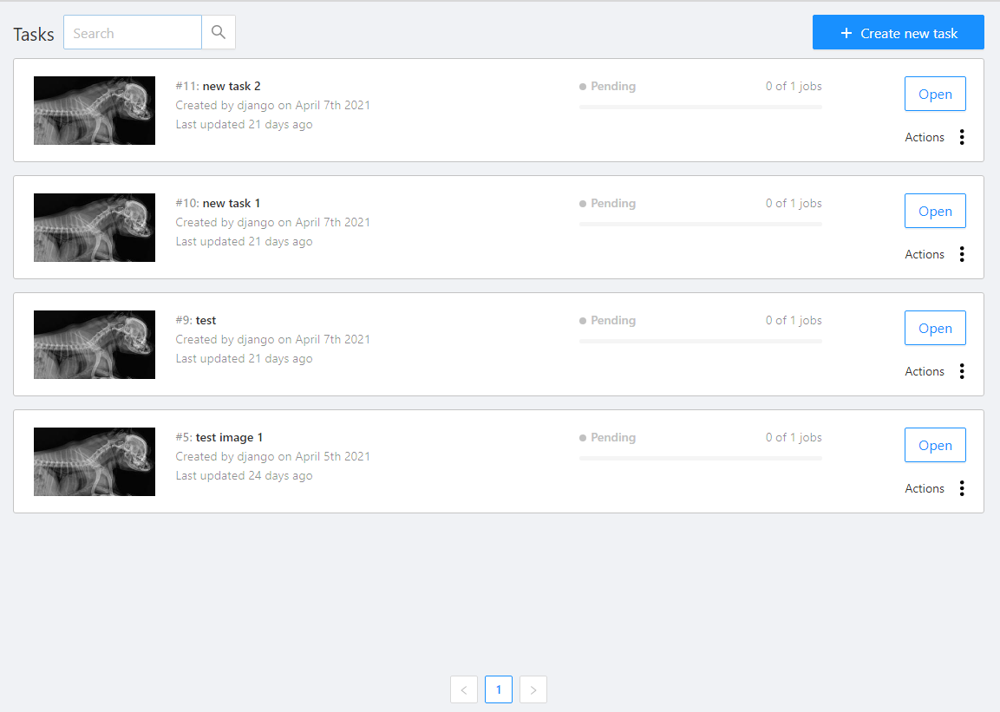 Tasks Search + Create new task
#11: new task 2 Pending 0 of 1 jobs Open
Created by django on April 7th 2021
Last updated 21 days ago Actions
#10: new task 1 Pending 0 of 1 jobs Open
Created by django on April 7th 2021
Last updated 21 days ago Actions
#9: test Pending 0 of 1 jobs Open
Created by django on April 7th 2021
Last updated 21 days ago Actions
#5: test image 1 Pending 0 of 1 jobs Open
Created by django on April 5th 2021
Last updated 24 days ago Actions
< 1 >